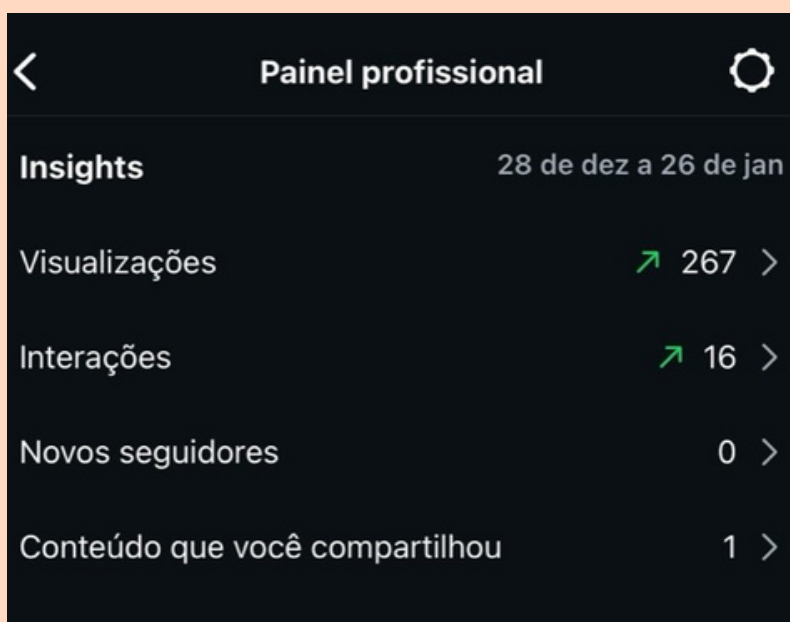 Painel profissional
Insights 28 de dez a 26 de jan
Visualizações 267
Interações 16
Novos seguidores 0
Conteúdo que você compartilhou 1